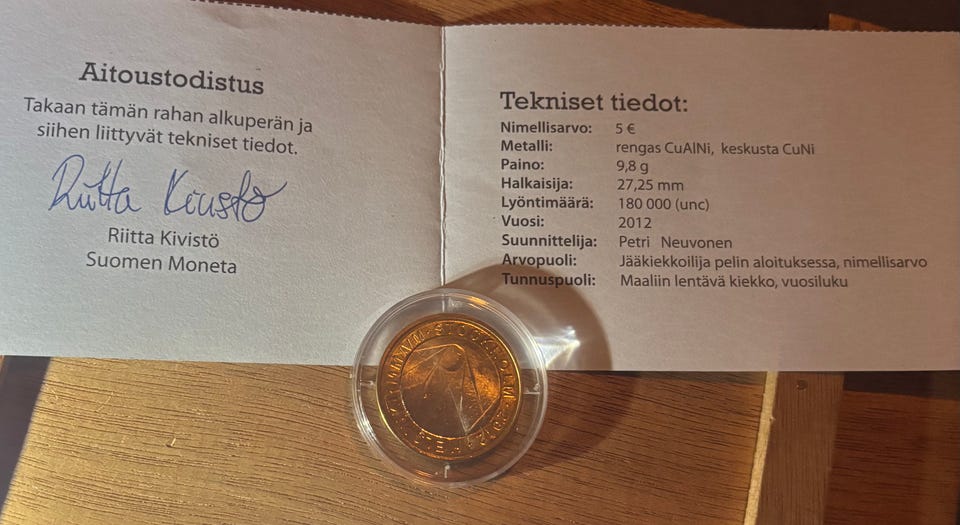 Aitoustodistus
Takaan tämän rahan alkuperän ja
siihen liittyvät tekniset tiedot.
Riitta Kivistö
Riitta Kivistö
Suomen Moneta
Tekniset tiedot:
Nimellisarvo: 5 €
Metalli: rengas CuAlNi, keskusta CuNi
Paino: 9,8 g
Halkaisija: 27,25 mm
Lyöntimäärä: 180 000 (unc)
Vuosi: 2012
Suunnittelija: Petri Neuvonen
Arvopuoli: Jääkiekkoilija pelin aloituksessa, nimellisarvo
Tunnuspuoli: Maaliin lentävä kiekko, vuosiluku
STOCKHOLM 2012